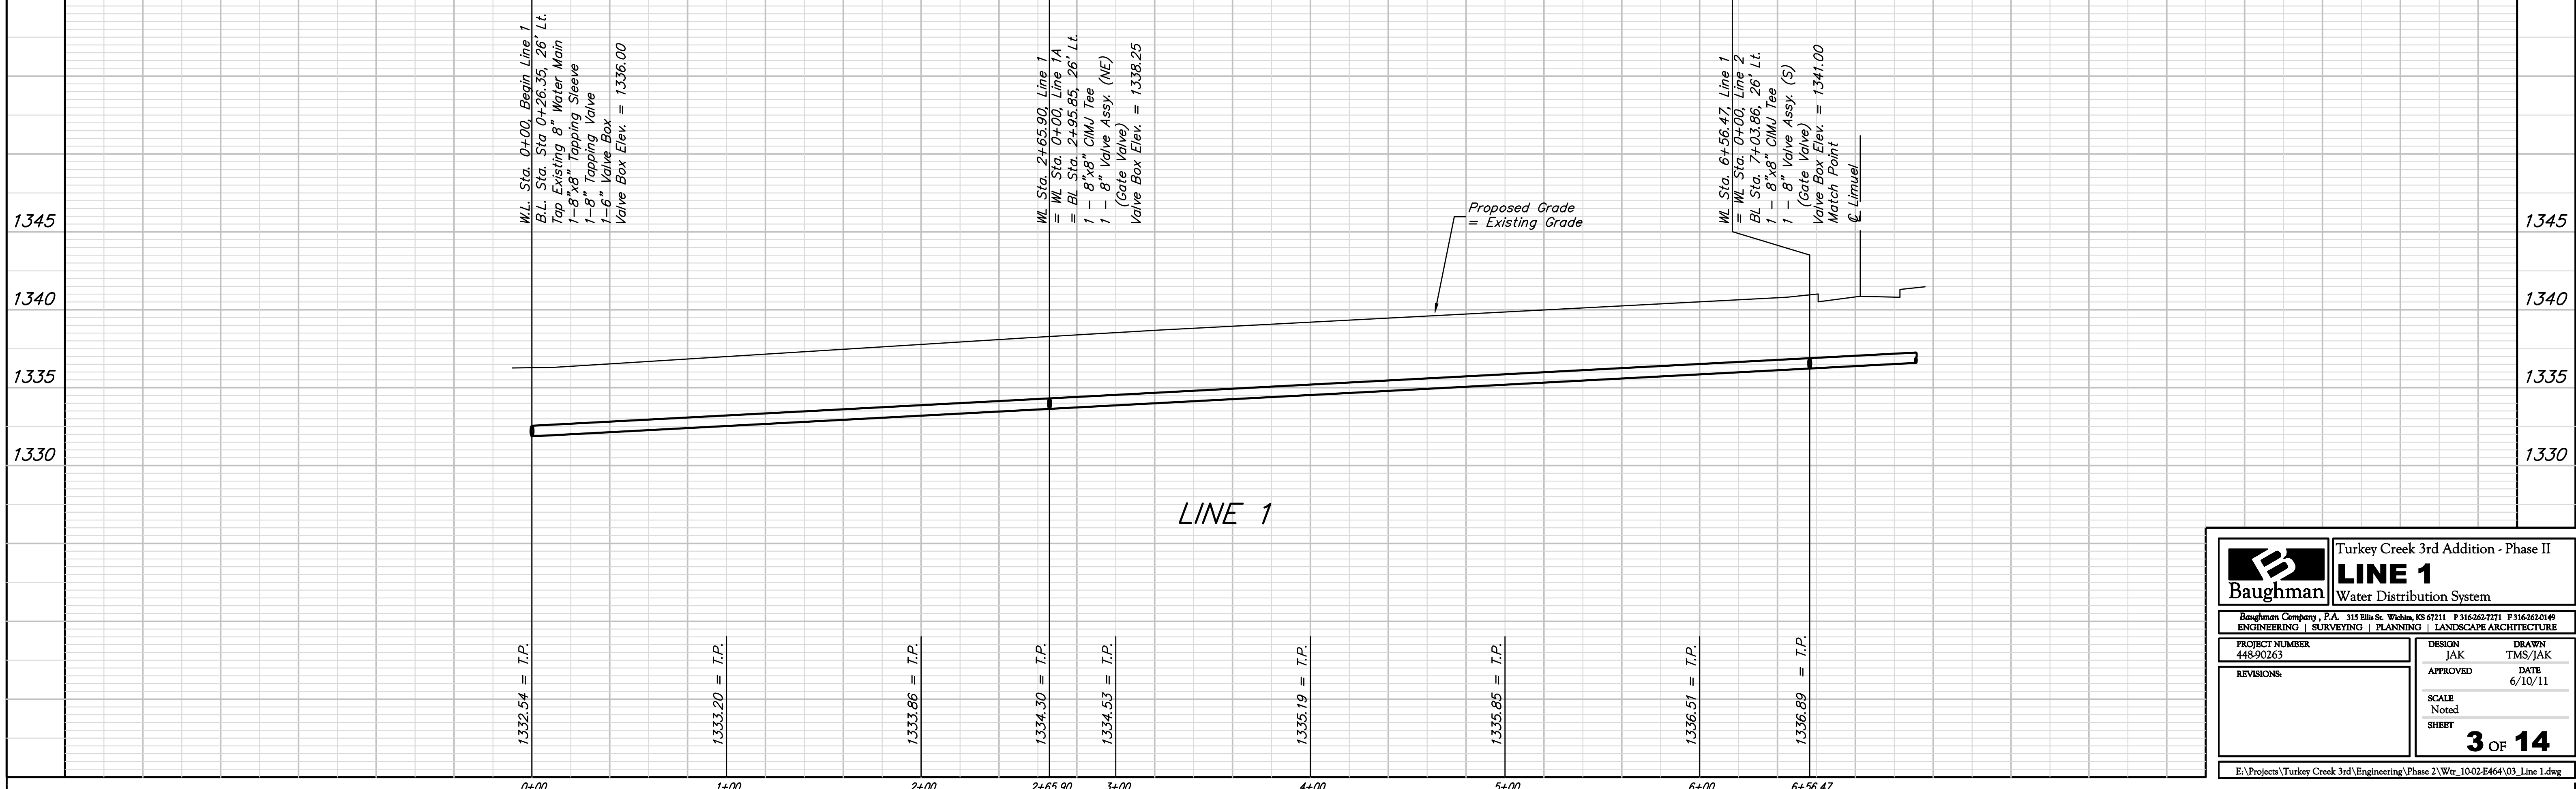 W.L. Sta. 0+00, Begin Line 1
B.L. Sta 0+26.35, 26' Lt.
Tap Existing 8" Water Main
1-8"x8" Tapping Sleeve
1-8" Tapping Valve
1-6" Valve Box
Valve Box Elev. = 1336.00
WL Sta. 2+65.90, Line 1
= WL Sta. 0+00, Line 1A
= BL Sta. 2+95.85, 26' Lt.
1 - 8"x8" CIMJ Tee
1 - 8" Valve Assy. (NE)
(Gate Valve)
Valve Box Elev. = 1338.25
WL Sta. 6+56.47, Line 1
= WL Sta. 0+00, Line 2
BL Sta. 7+03.86, 26' Lt.
1 - 8"x8" CIMJ Tee
1 - 8" Valve Assy. (S)
(Gate Valve)
Valve Box Elev. = 1341.00
Match Point
℄ Limuel
Proposed Grade
= Existing Grade
1345
1340
1335
1330
1345
1340
1335
1330
LINE 1
1332.54 = T.P.
1333.20 = T.P.
1333.86 = T.P.
1334.30 = T.P.
1334.53 = T.P.
1335.19 = T.P.
1335.85 = T.P.
1336.51 = T.P.
1336.89 = T.P.
0+00
1+00
2+00
2+65.90
3+00
4+00
5+00
6+00
6+56.47
Baughman
Turkey Creek 3rd Addition - Phase II
LINE 1
Water Distribution System
Baughman Company, P.A. 315 Ellis St. Wichita, KS 67211 P 316-262-7271 F 316-262-0149
ENGINEERING | SURVEYING | PLANNING | LANDSCAPE ARCHITECTURE
PROJECT NUMBER
448-90263
REVISIONS:
DESIGN
JAK
DRAWN
TMS/JAK
APPROVED
DATE
6/10/11
SCALE
Noted
SHEET
3 OF 14
E:\Projects\Turkey Creek 3rd\Engineering\Phase 2\Wtr_10-02-E464\03_Line 1.dwg